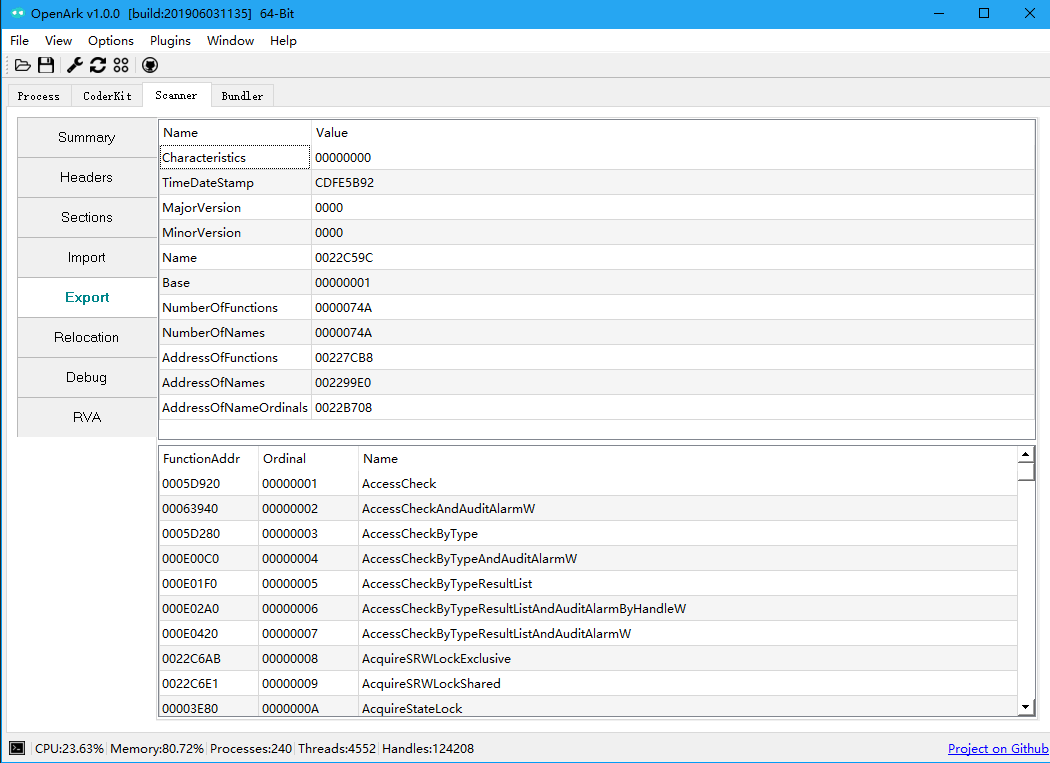 OpenArk v1.0.0 [build:201906031135] 64-Bit
File View Options Plugins Window Help
Process CoderKit Scanner Bundler
Summary
Headers
Sections
Import
Export
Relocation
Debug
RVA
Name Value
Characteristics 00000000
TimeDateStamp CDFE5B92
MajorVersion 0000
MinorVersion 0000
Name 0022C59C
Base 00000001
NumberOfFunctions 0000074A
NumberOfNames 0000074A
AddressOfFunctions 00227CB8
AddressOfNames 002299E0
AddressOfNameOrdinals 0022B708
FunctionAddr Ordinal Name
0005D920 00000001 AccessCheck
00063940 00000002 AccessCheckAndAuditAlarmW
0005D280 00000003 AccessCheckByType
000E00C0 00000004 AccessCheckByTypeAndAuditAlarmW
000E01F0 00000005 AccessCheckByTypeResultList
000E02A0 00000006 AccessCheckByTypeResultListAndAuditAlarmByHandleW
000E0420 00000007 AccessCheckByTypeResultListAndAuditAlarmW
0022C6AB 00000008 AcquireSRWLockExclusive
0022C6E1 00000009 AcquireSRWLockShared
00003E80 0000000A AcquireStateLock
CPU:23.63% Memory:80.72% Processes:240 Threads:4552 Handles:124208
Project on Github